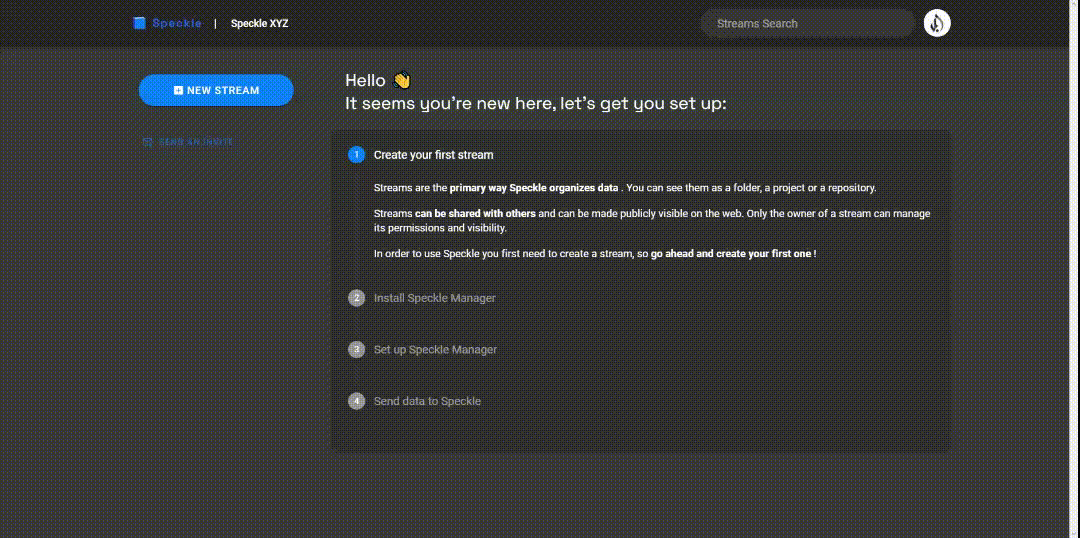 Speckle | Speckle XYZ
Streams Search
NEW STREAM
SEND AN INVITE
Hello 👋
It seems you're new here, let's get you set up:
1 Create your first stream
Streams are the primary way Speckle organizes data . You can see them as a folder, a project or a repository.
Streams can be shared with others and can be made publicly visible on the web. Only the owner of a stream can manage
its permissions and visibility.
In order to use Speckle you first need to create a stream, so go ahead and create your first one !
2 Install Speckle Manager
3 Set up Speckle Manager
4 Send data to Speckle